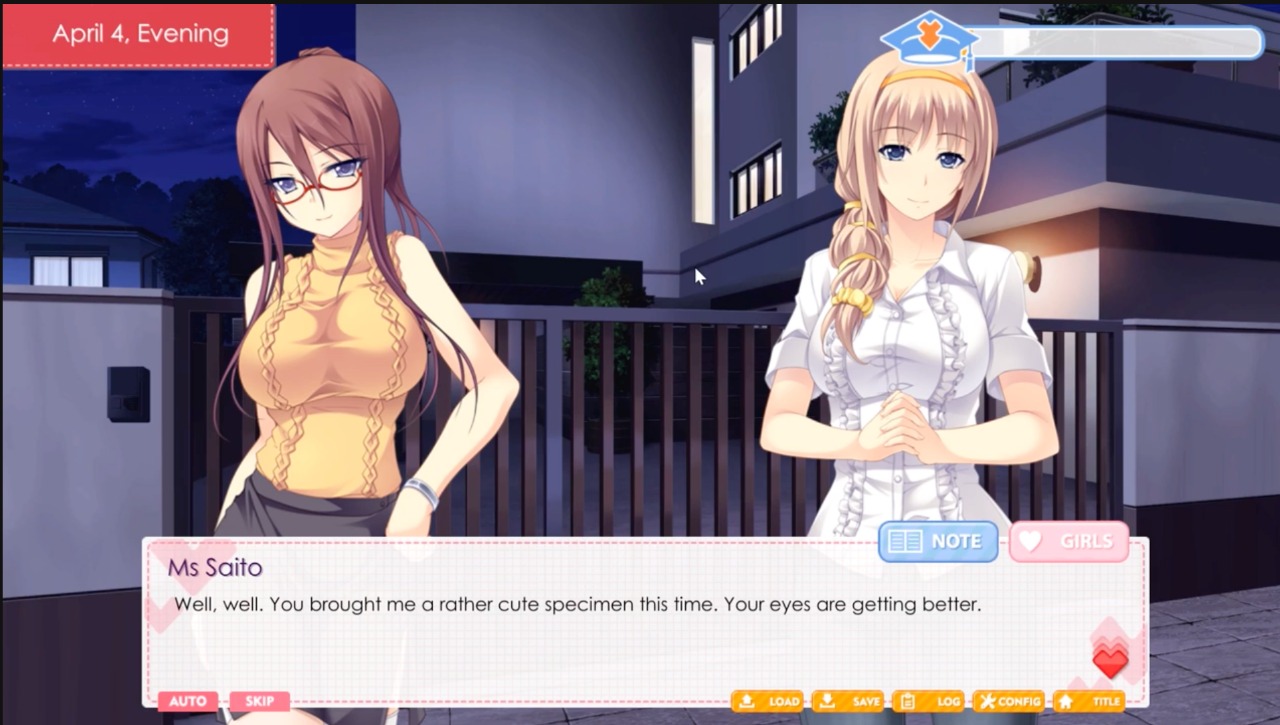 April 4, Evening
NOTE
GIRLS
Ms Saito
Well, well. You brought me a rather cute specimen this time. Your eyes are getting better.
AUTO
SKIP
LOAD
SAVE
LOG
CONFIG
TITLE